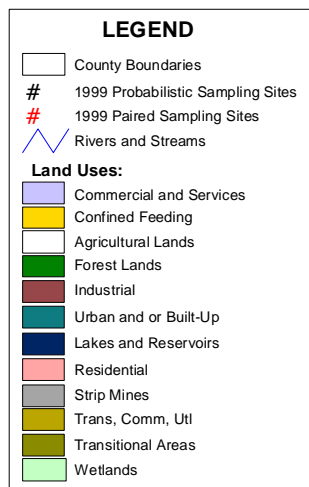 LEGEND
County Boundaries
# 1999 Probabilistic Sampling Sites
# 1999 Paired Sampling Sites
Rivers and Streams
Land Uses:
Commercial and Services
Confined Feeding
Agricultural Lands
Forest Lands
Industrial
Urban and or Built-Up
Lakes and Reservoirs
Residential
Strip Mines
Trans, Comm, Utl
Transitional Areas
Wetlands